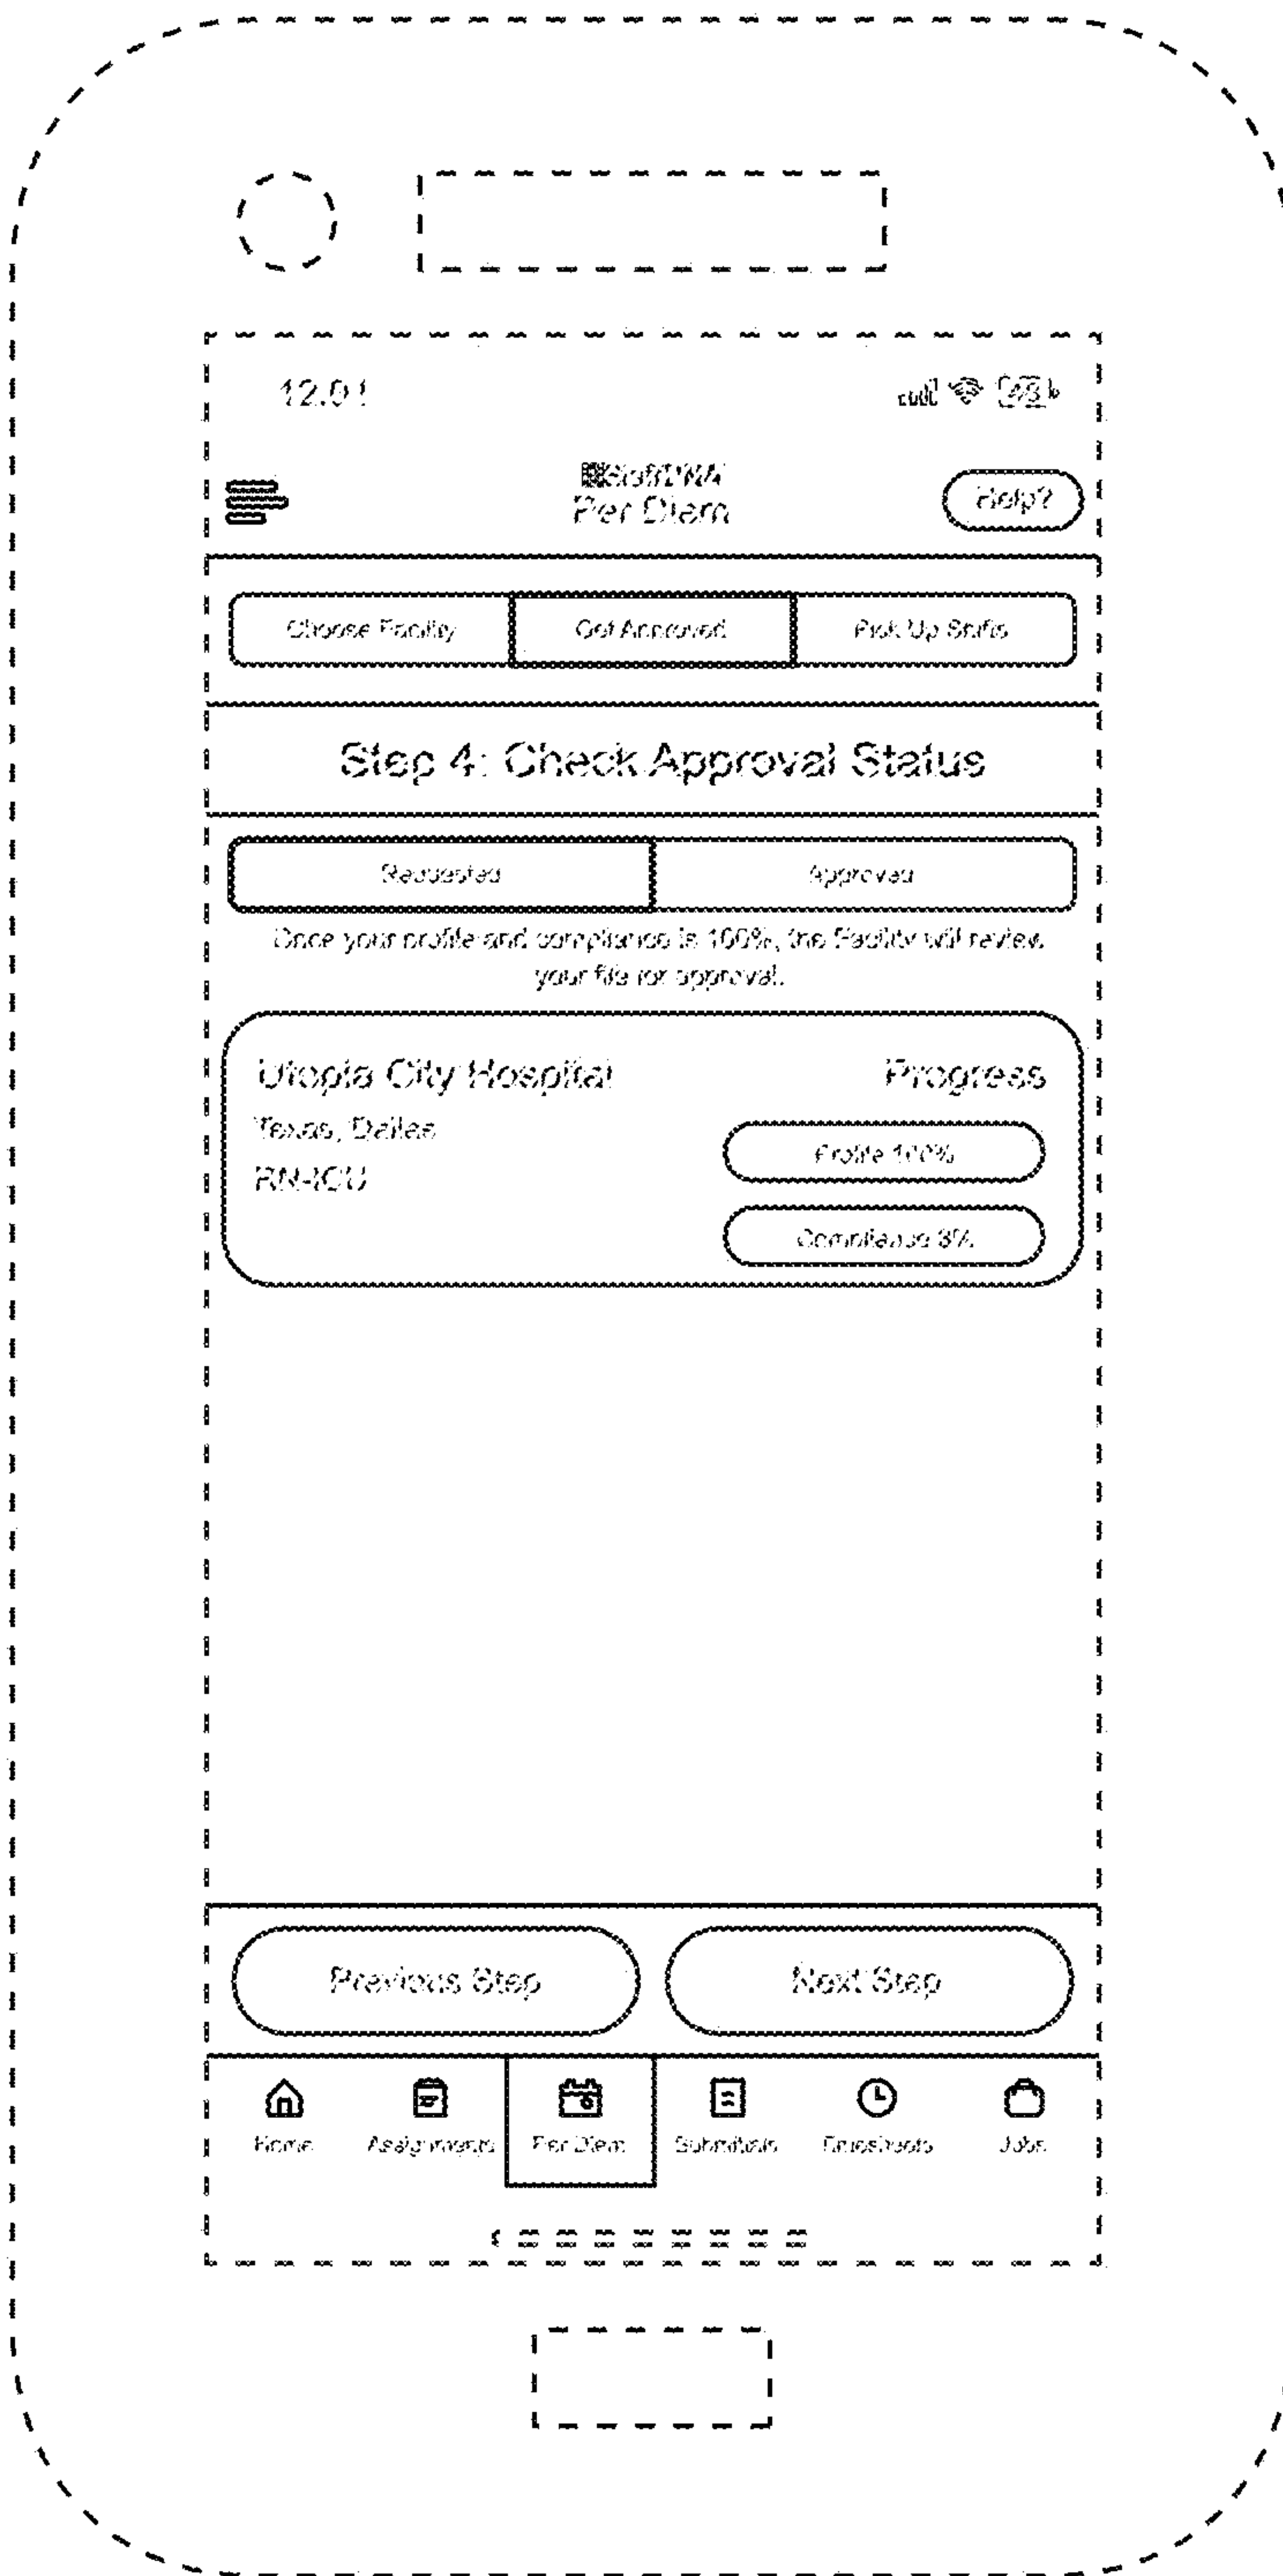 12:01
48
Per Diem
Help?
Choose Facility
Get Approved
Pick Up Shifts
Step 4: Check Approval Status
Requested
Approved
Once your profile and compliance is 100%, the Facility will review
your file for approval.
Utopia City Hospital
Progress
Texas, Dallas
Profile 100%
RN-ICU
Compliance
Previous Step
Next Step
Home
Assignments
Per Diem
Submittals
Timesheets
Jobs